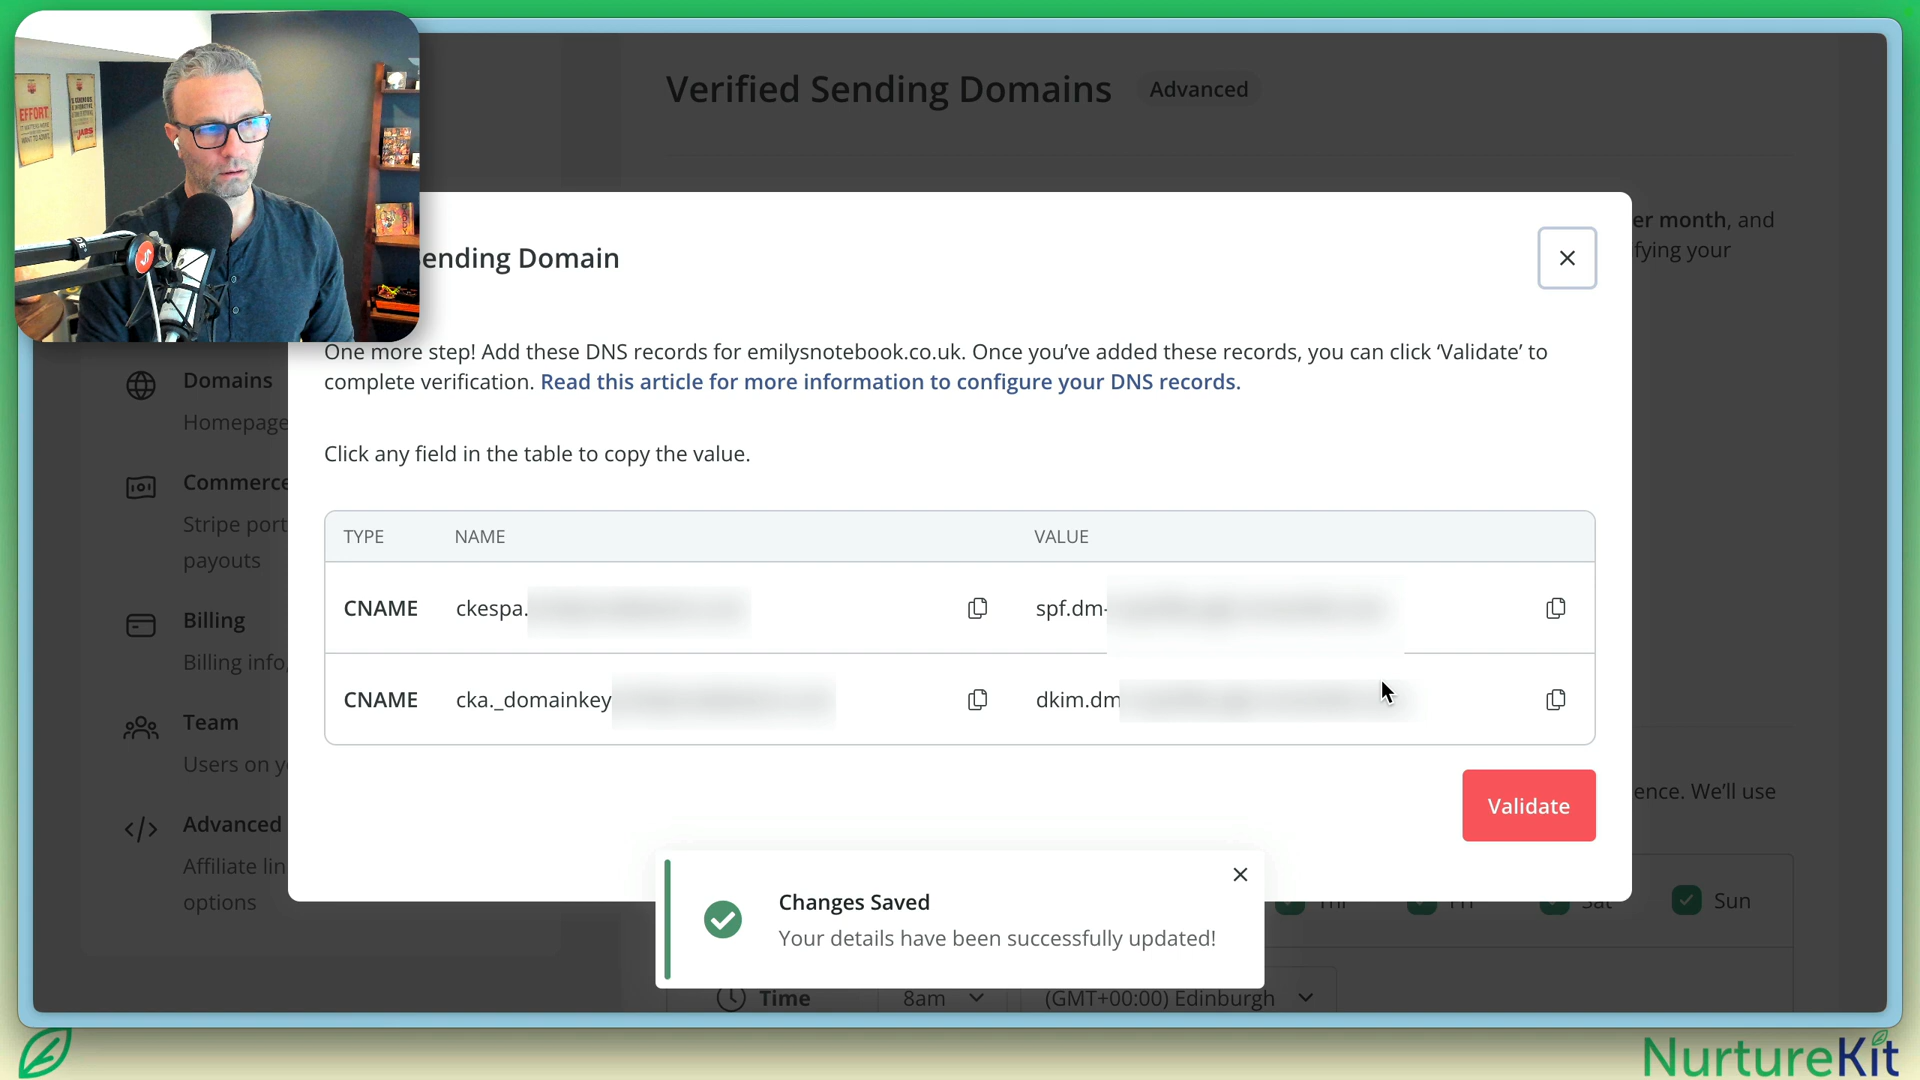 EFFORT
Verified Sending Domains
Advanced
er month, and
fying your
ending Domain
One more step! Add these DNS records for emilysnotebook.co.uk. Once you've added these records, you can click 'Validate' to
complete verification. Read this article for more information to configure your DNS records.
Click any field in the table to copy the value.
TYPE NAME VALUE
CNAME ckespa. spf.dm-
CNAME cka._domainkey dkim.dm
Validate
Domains
Homepage
Commerce
Stripe port
payouts
Billing
Billing info,
Team
Users on y
Advanced
Affiliate lin
options
ence. We'll use
Sat Sun
Changes Saved
Your details have been successfully updated!
Time 8am (GMT+00:00) Edinburgh
NurtureKit